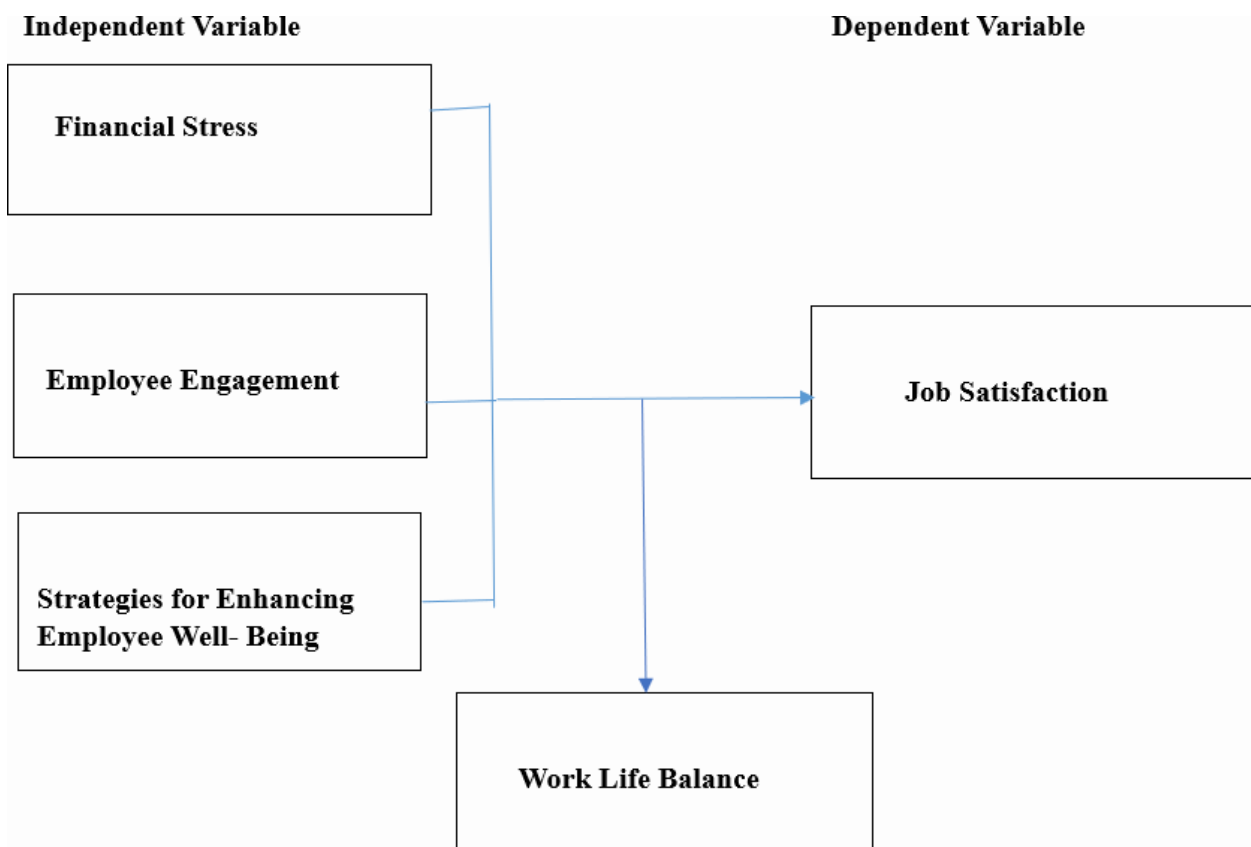 Independent Variable
Dependent Variable
Financial Stress
Employee Engagement
Job Satisfaction
Strategies for Enhancing
Employee Well- Being
Work Life Balance